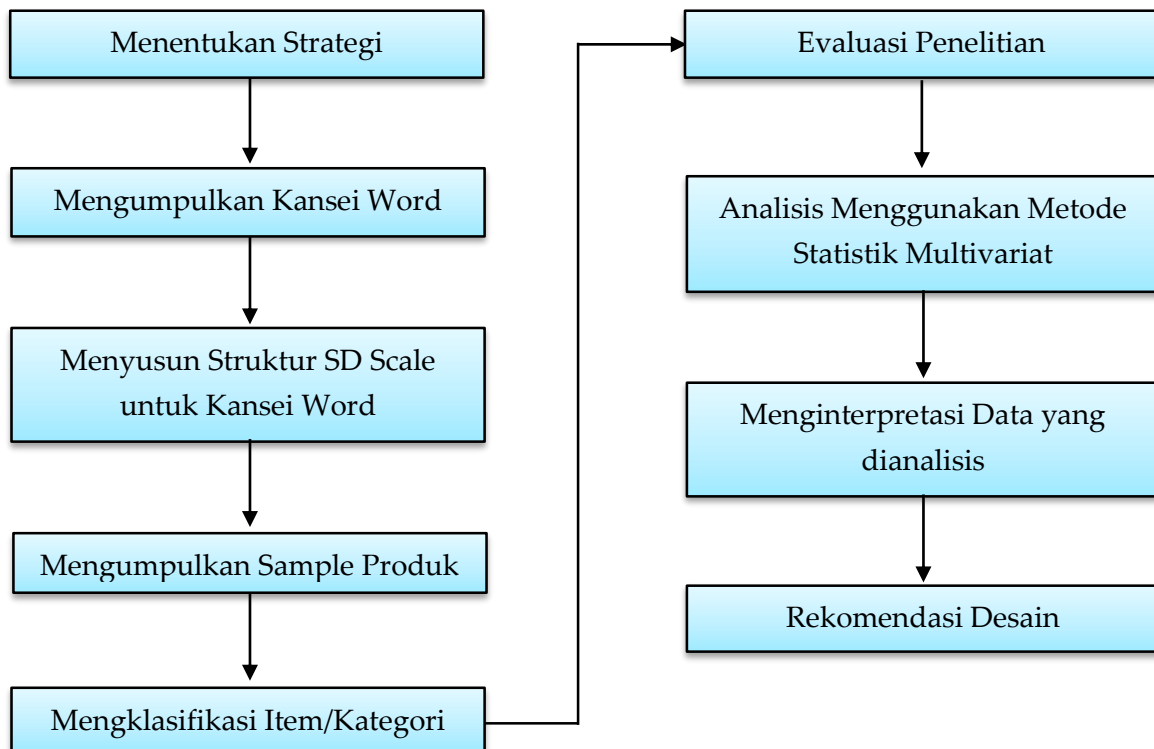 Menentukan Strategi
Mengumpulkan Kansei Word
Menyusun Struktur SD Scale
untuk Kansei Word
Mengumpulkan Sample Produk
Mengklasifikasi Item/Kategori
Evaluasi Penelitian
Analisis Menggunakan Metode
Statistik Multivariat
Menginterpretasi Data yang
dianalisis
Rekomendasi Desain